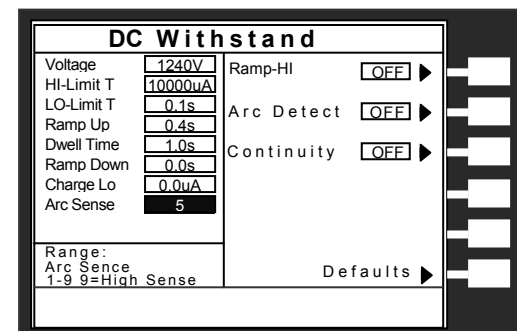 DC Withstand
Voltage 1240V
HI-Limit T 10000uA
LO-Limit T 0.1s
Ramp Up 0.4s
Dwell Time 1.0s
Ramp Down 0.0s
Charge Lo 0.0uA
Arc Sense 5
Ramp-HI OFF
Arc Detect OFF
Continuity OFF
Range:
Arc Sence
1-9 9=High Sense
Defaults